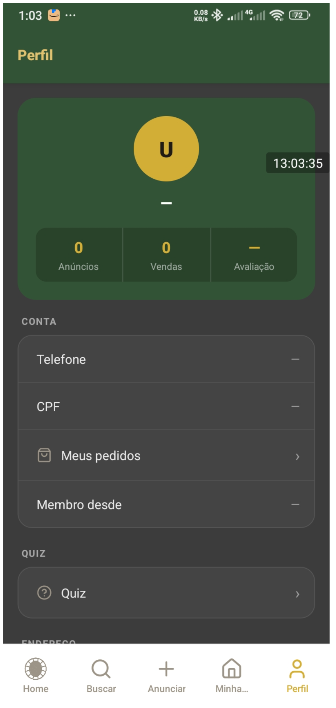 1:03 ··· 0.08 KB/s 4G 72
Perfil
U
13:03:35
—
0 0 —
Anúncios Vendas Avaliação
CONTA
Telefone —
CPF —
Meus pedidos ›
Membro desde —
QUIZ
Quiz ›
ENDEREÇO
Home Buscar Anunciar Minha... Perfil